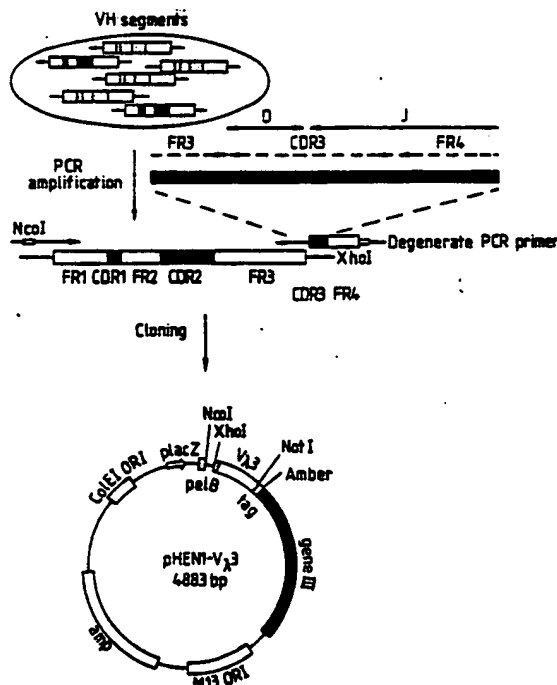 VH segments
D J
FR3 CDR3 FR4
PCR
amplification
NcoI
Degenerate PCR primer
XhoI
FR1 CDR1 FR2 CDR2 FR3
CDR3 FR4
Cloning
NcoI
XhoI
placZ
Vλ3
Not I
Amber
ColEI ORI
pelB
tag
gene III
pHEN1-Vλ3
4883 bp
amp
M13 ORI